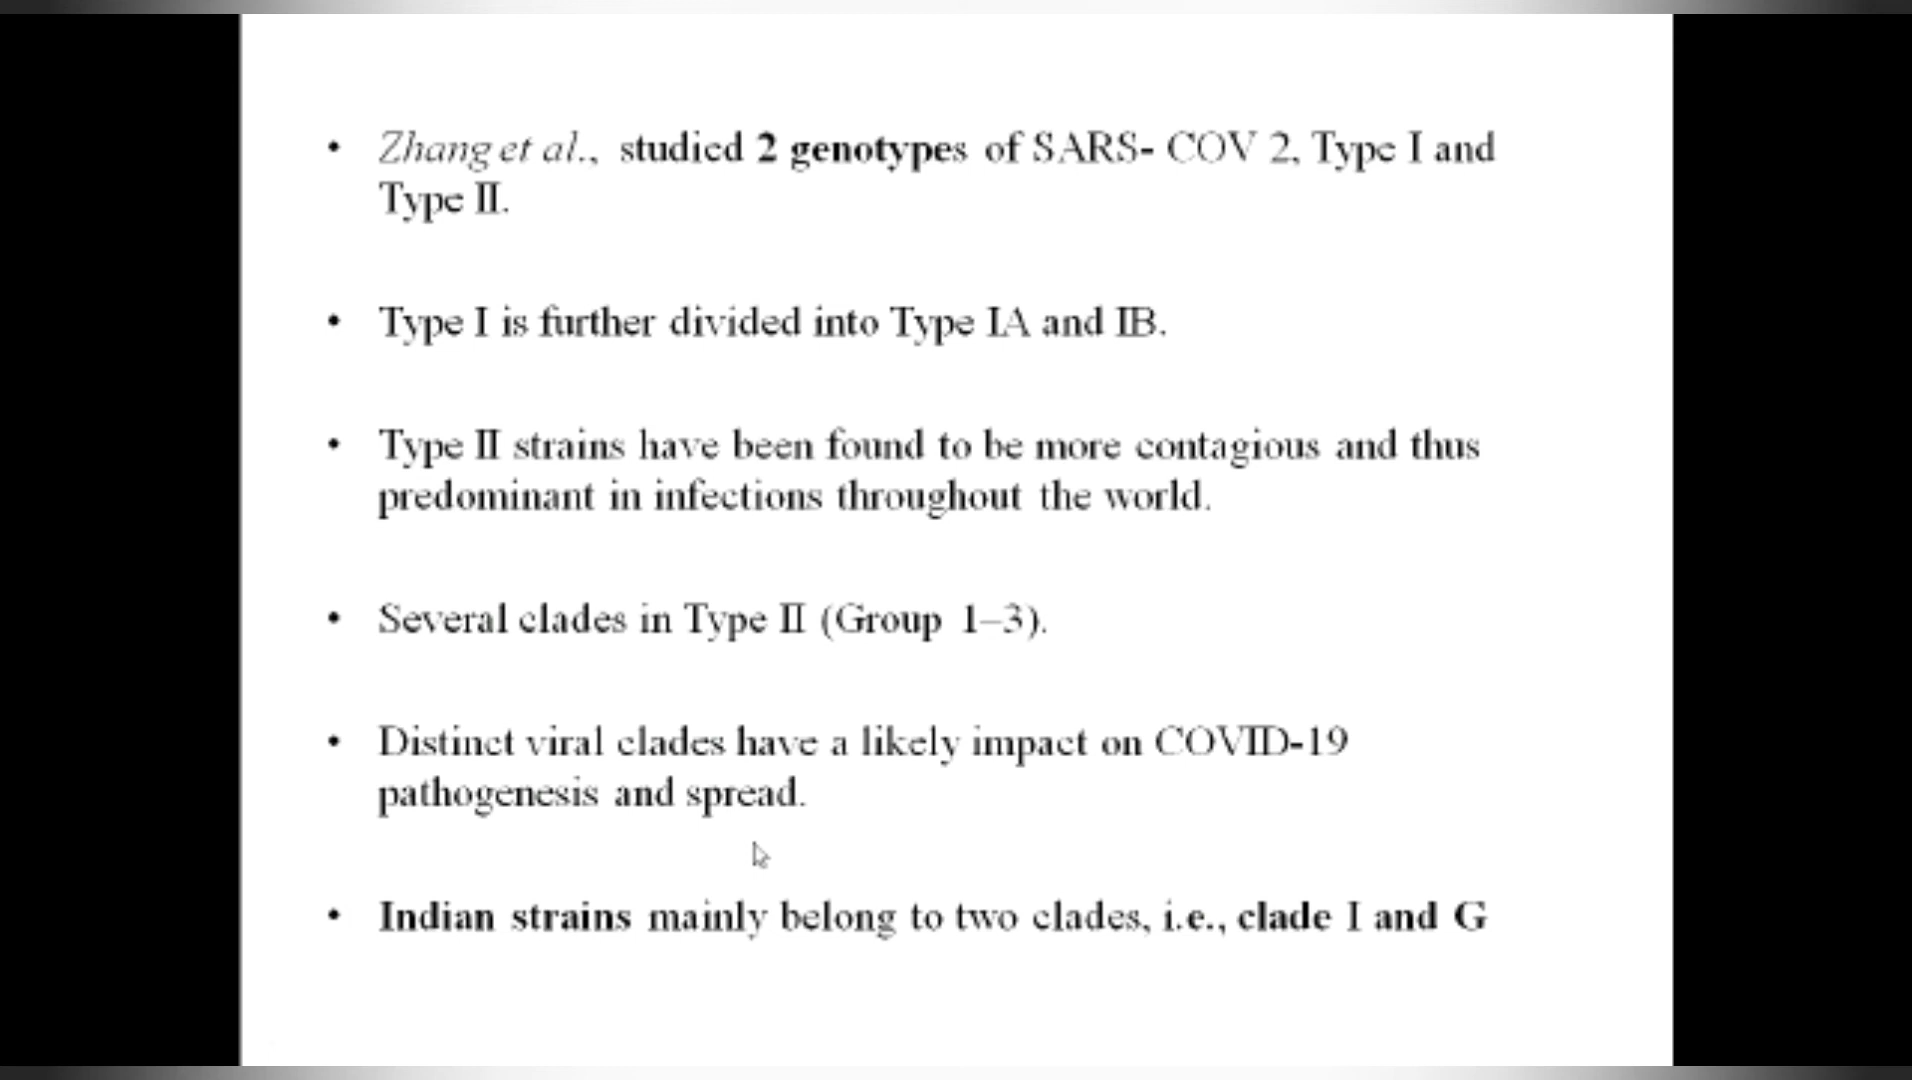 • Zhang et al., studied 2 genotypes of SARS- COV 2, Type I and
Type II.
• Type I is further divided into Type IA and IB.
• Type II strains have been found to be more contagious and thus
predominant in infections throughout the world.
• Several clades in Type II (Group 1–3).
• Distinct viral clades have a likely impact on COVID-19
pathogenesis and spread.
• Indian strains mainly belong to two clades, i.e., clade I and G